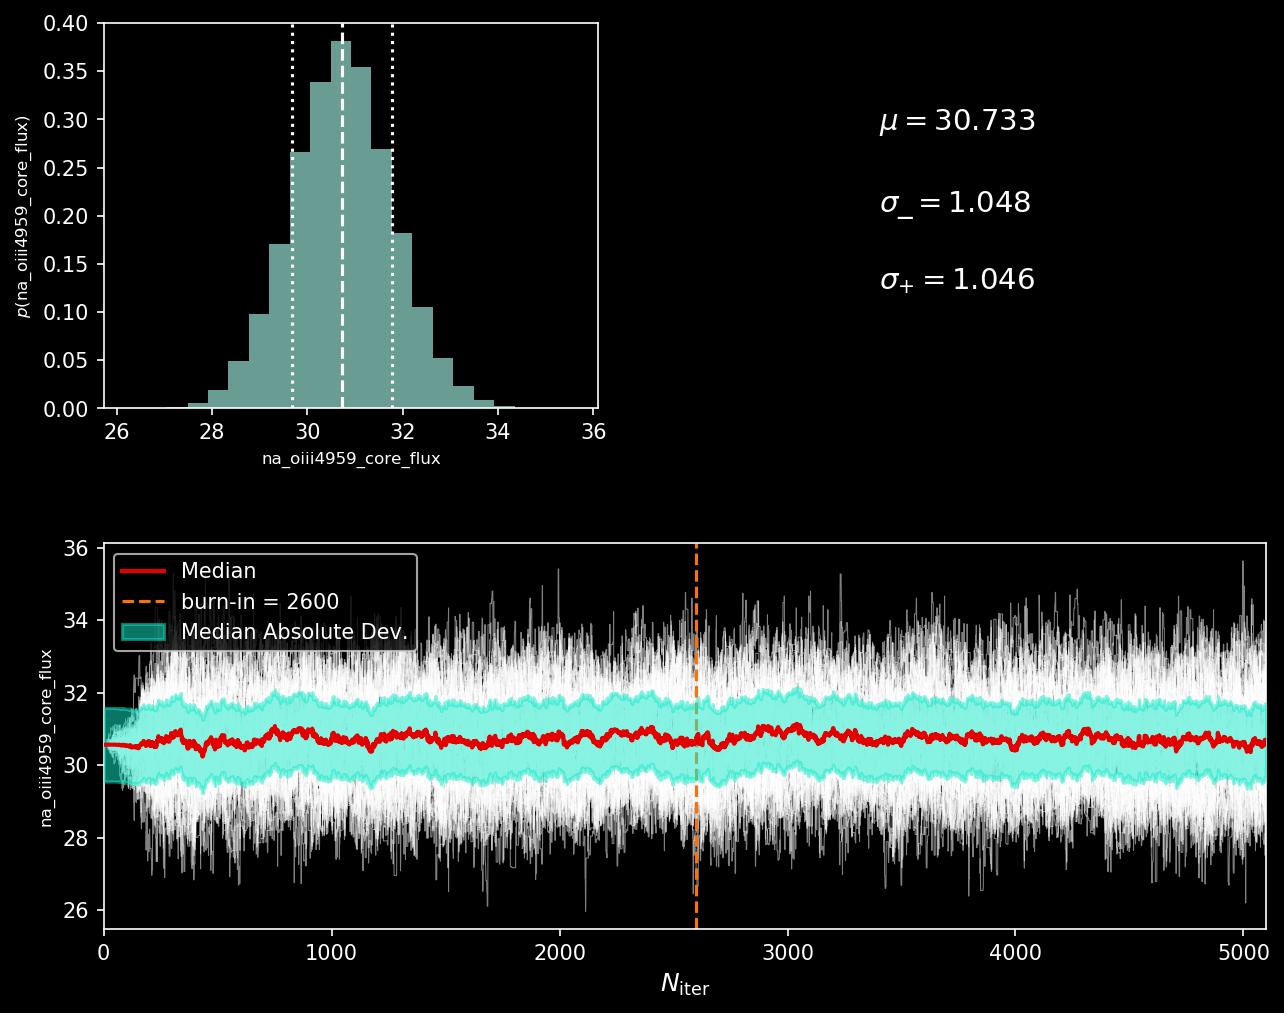 0.40
0.35
0.30
0.25
0.20
0.15
0.10
0.05
0.00
p(na_oiii4959_core_flux)
26 28 30 32 34 36
na_oiii4959_core_flux
μ = 30.733
σ₋ = 1.048
σ₊ = 1.046
36
34
32
30
28
26
na_oiii4959_core_flux
Median
burn-in = 2600
Median Absolute Dev.
0 1000 2000 3000 4000 5000
N_iter